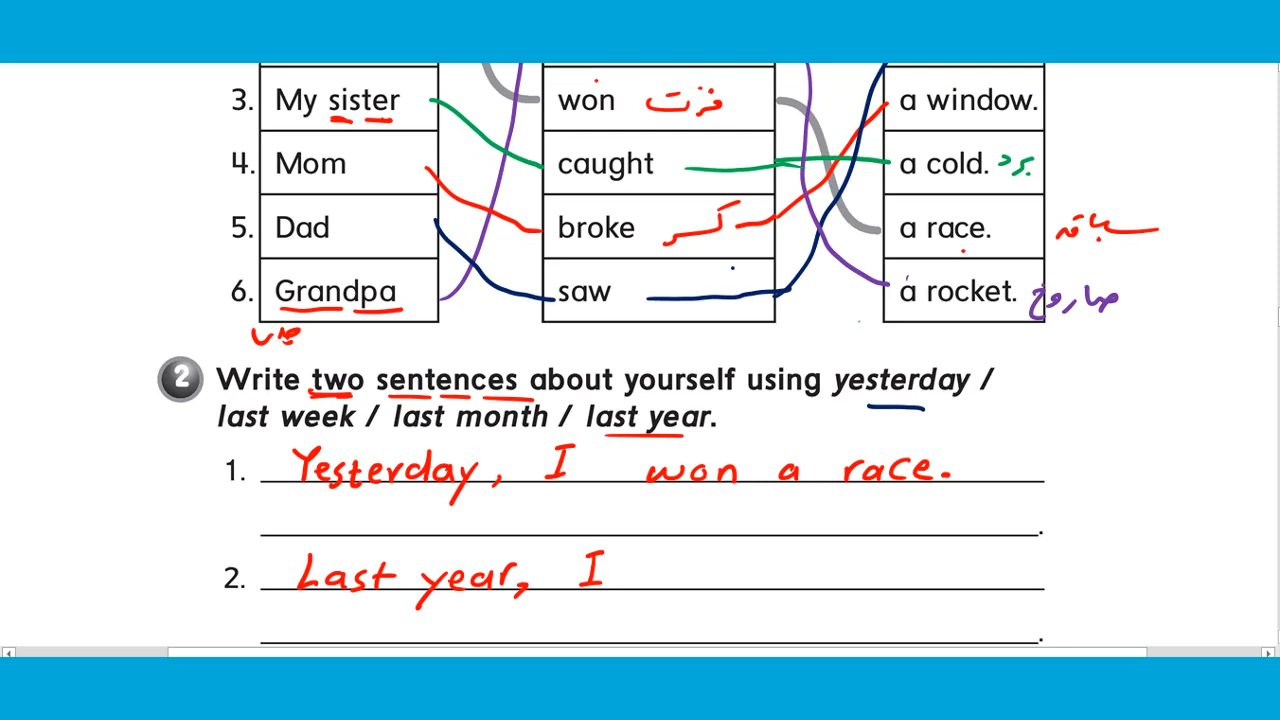 3. My sister won فزت a window.
4. Mom caught a cold. برد
5. Dad broke كسر a race.
6. Grandpa saw a rocket. صاروخ
2 Write two sentences about yourself using yesterday /
last week / last month / last year.
1. Yesterday, I won a race.
.
2. Last year, I
.